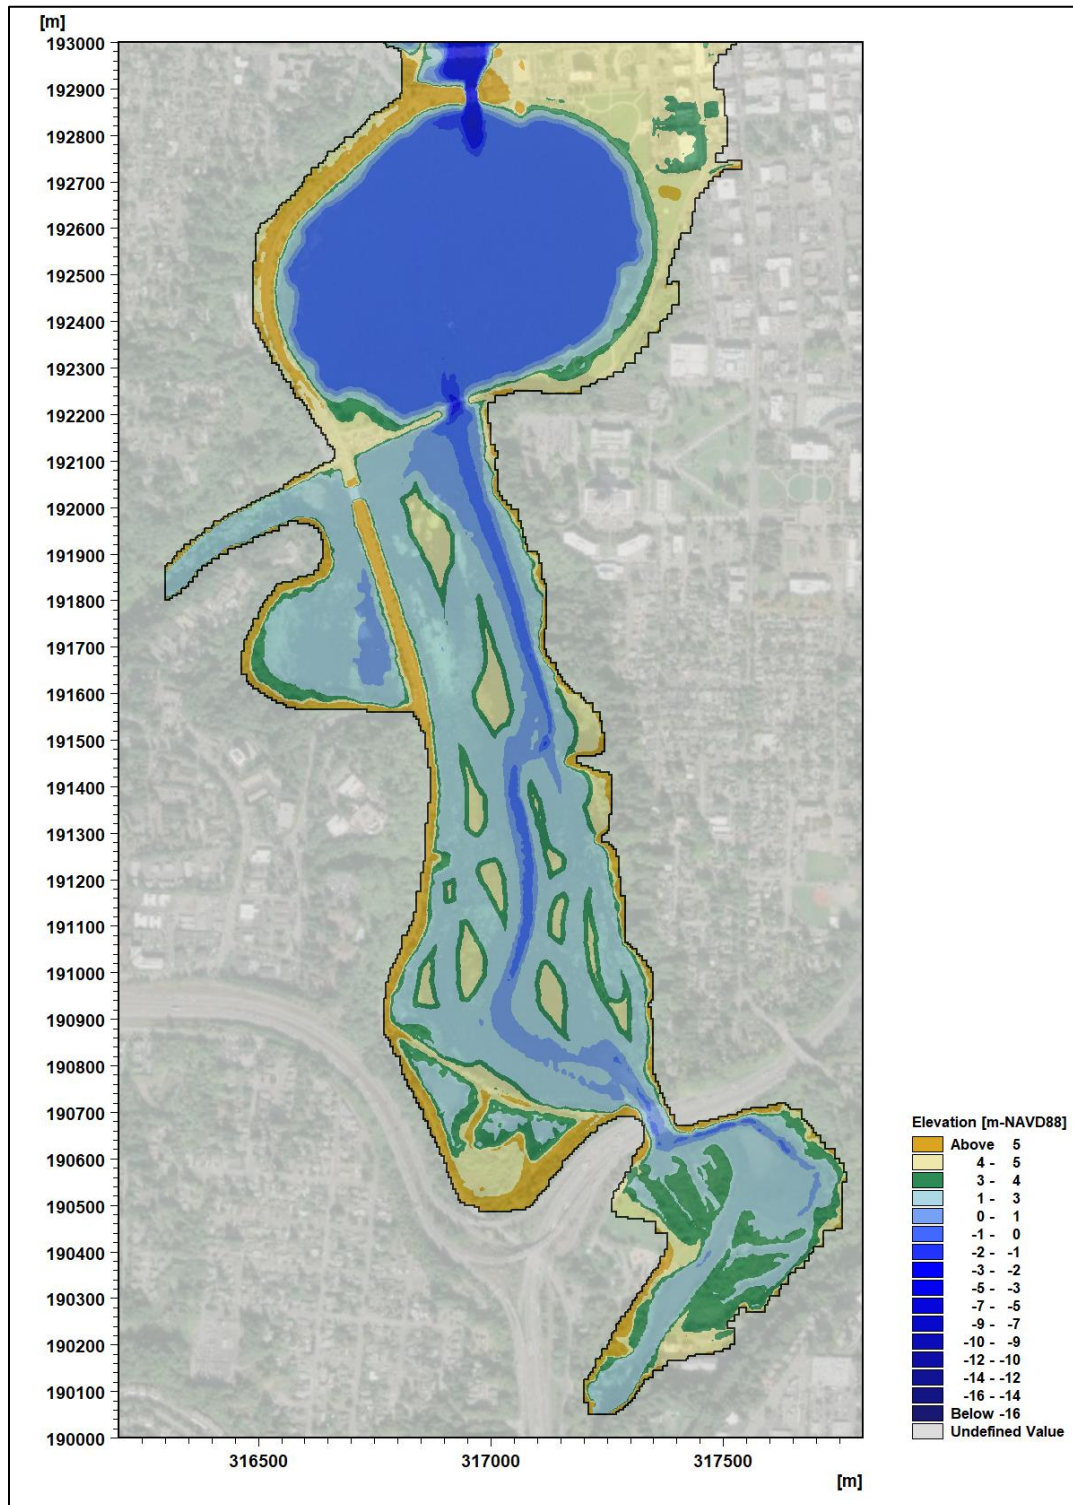 [m]
193000
192900
192800
192700
192600
192500
192400
192300
192200
192100
192000
191900
191800
191700
191600
191500
191400
191300
191200
191100
191000
190900
190800
190700
190600
190500
190400
190300
190200
190100
190000
316500 317000 317500
[m]
Elevation [m-NAVD88]
Above 5
4 - 5
3 - 4
1 - 3
0 - 1
-1 - 0
-2 - -1
-3 - -2
-5 - -3
-7 - -5
-9 - -7
-10 - -9
-12 - -10
-14 - -12
-16 - -14
Below -16
Undefined Value